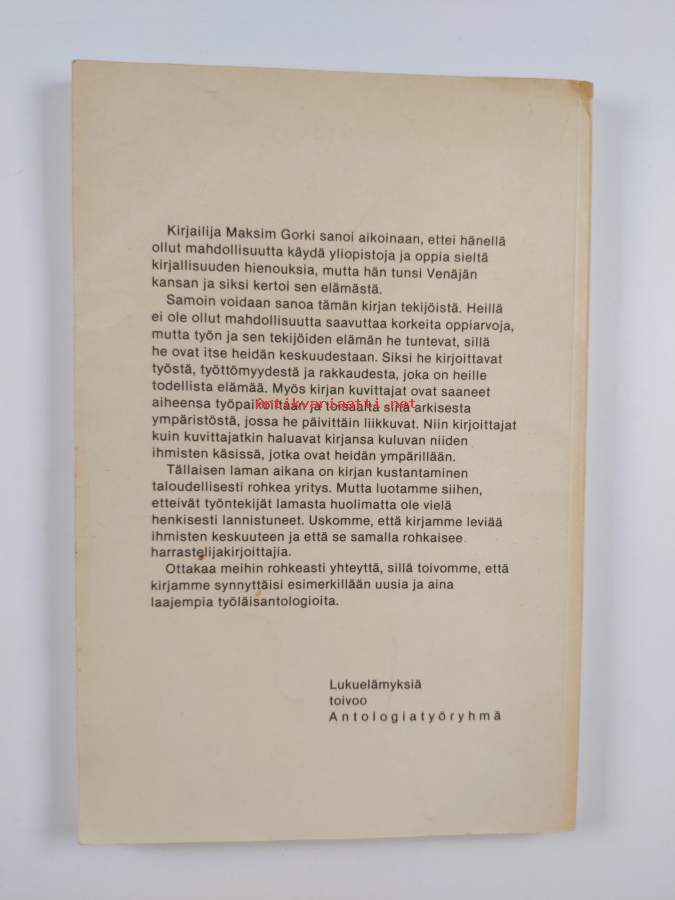 Kirjailija Maksim Gorki sanoi aikoinaan, ettei hänellä
ollut mahdollisuutta käydä yliopistoja ja oppia sieltä
kirjallisuuden hienouksia, mutta hän tunsi Venäjän
kansan ja siksi kertoi sen elämästä.
Samoin voidaan sanoa tämän kirjan tekijöistä. Heillä
ei ole ollut mahdollisuutta saavuttaa korkeita oppiarvoja,
mutta työn ja sen tekijöiden elämän he tuntevat, sillä
he ovat itse heidän keskuudestaan. Siksi he kirjoittavat
työstä, työttömyydestä ja rakkaudesta, joka on heille
todellista elämää. Myös kirjan kuvittajat ovat saaneet
aiheensa työpaikoiltaan ja toisaalta siitä arkisesta
Antikvariaatti.net
ympäristöstä, jossa he päivittäin liikkuvat. Niin kirjoittajat
kuin kuvittajatkin haluavat kirjansa kuluvan niiden
ihmisten käsissä, jotka ovat heidän ympärillään.
Tällaisen laman aikana on kirjan kustantaminen
taloudellisesti rohkea yritys. Mutta luotamme siihen,
etteivät työntekijät lamasta huolimatta ole vielä
henkisesti lannistuneet. Uskomme, että kirjamme leviää
ihmisten keskuuteen ja että se samalla rohkaisee
harrastelijakirjoittajia.
Ottakaa meihin rohkeasti yhteyttä, sillä toivomme, että
kirjamme synnyttäisi esimerkillään uusia ja aina
laajempia työläisantologioita.
Lukuelämyksiä
toivoo
Antologiatyöryhmä